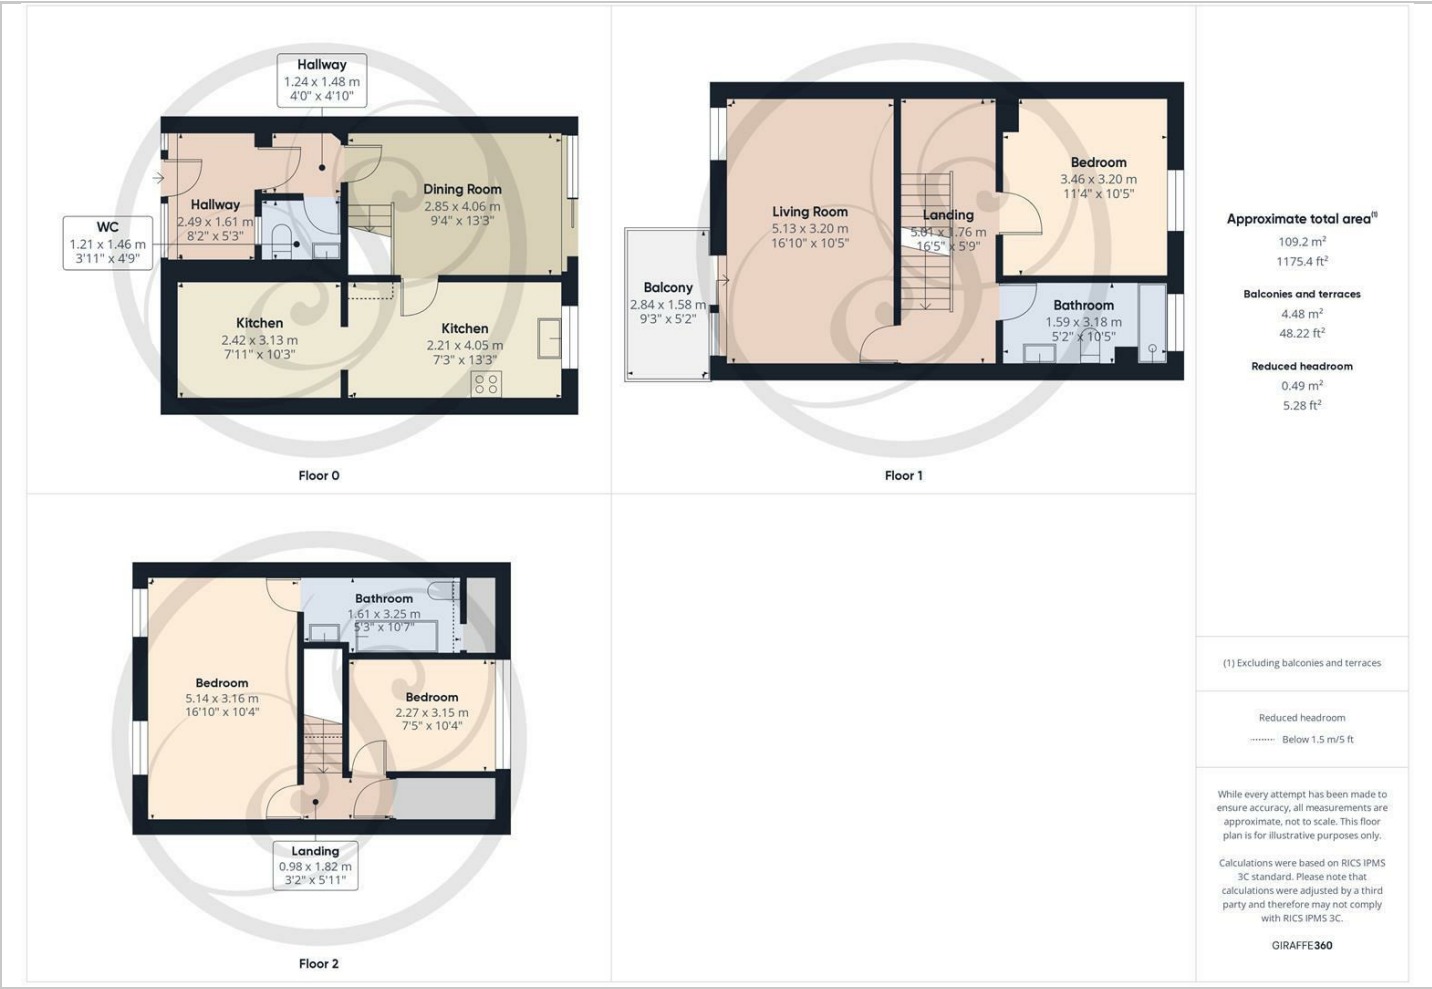 Hallway
1.24 x 1.48 m
4'0" x 4'10"
Hallway
2.49 x 1.61 m
8'2" x 5'3"
WC
1.21 x 1.46 m
3'11" x 4'9"
Dining Room
2.85 x 4.06 m
9'4" x 13'3"
Kitchen
2.42 x 3.13 m
7'11" x 10'3"
Kitchen
2.21 x 4.05 m
7'3" x 13'3"
Floor 0
Living Room
5.13 x 3.20 m
16'10" x 10'5"
Landing
5.01 x 1.76 m
16'5" x 5'9"
Bedroom
3.46 x 3.20 m
11'4" x 10'5"
Balcony
2.84 x 1.58 m
9'3" x 5'2"
Bathroom
1.59 x 3.18 m
5'2" x 10'5"
Floor 1
Bathroom
1.61 x 3.25 m
5'3" x 10'7"
Bedroom
5.14 x 3.16 m
16'10" x 10'4"
Bedroom
2.27 x 3.15 m
7'5" x 10'4"
Landing
0.98 x 1.82 m
3'2" x 5'11"
Floor 2
Approximate total area(1)
109.2 m²
1175.4 ft²
Balconies and terraces
4.48 m²
48.22 ft²
Reduced headroom
0.49 m²
5.28 ft²
(1) Excluding balconies and terraces
Reduced headroom
Below 1.5 m/5 ft
While every attempt has been made to
ensure accuracy, all measurements are
approximate, not to scale. This floor
plan is for illustrative purposes only.
Calculations were based on RICS IPMS
3C standard. Please note that
calculations were adjusted by a third
party and therefore may not comply
with RICS IPMS 3C.
GIRAFFE360